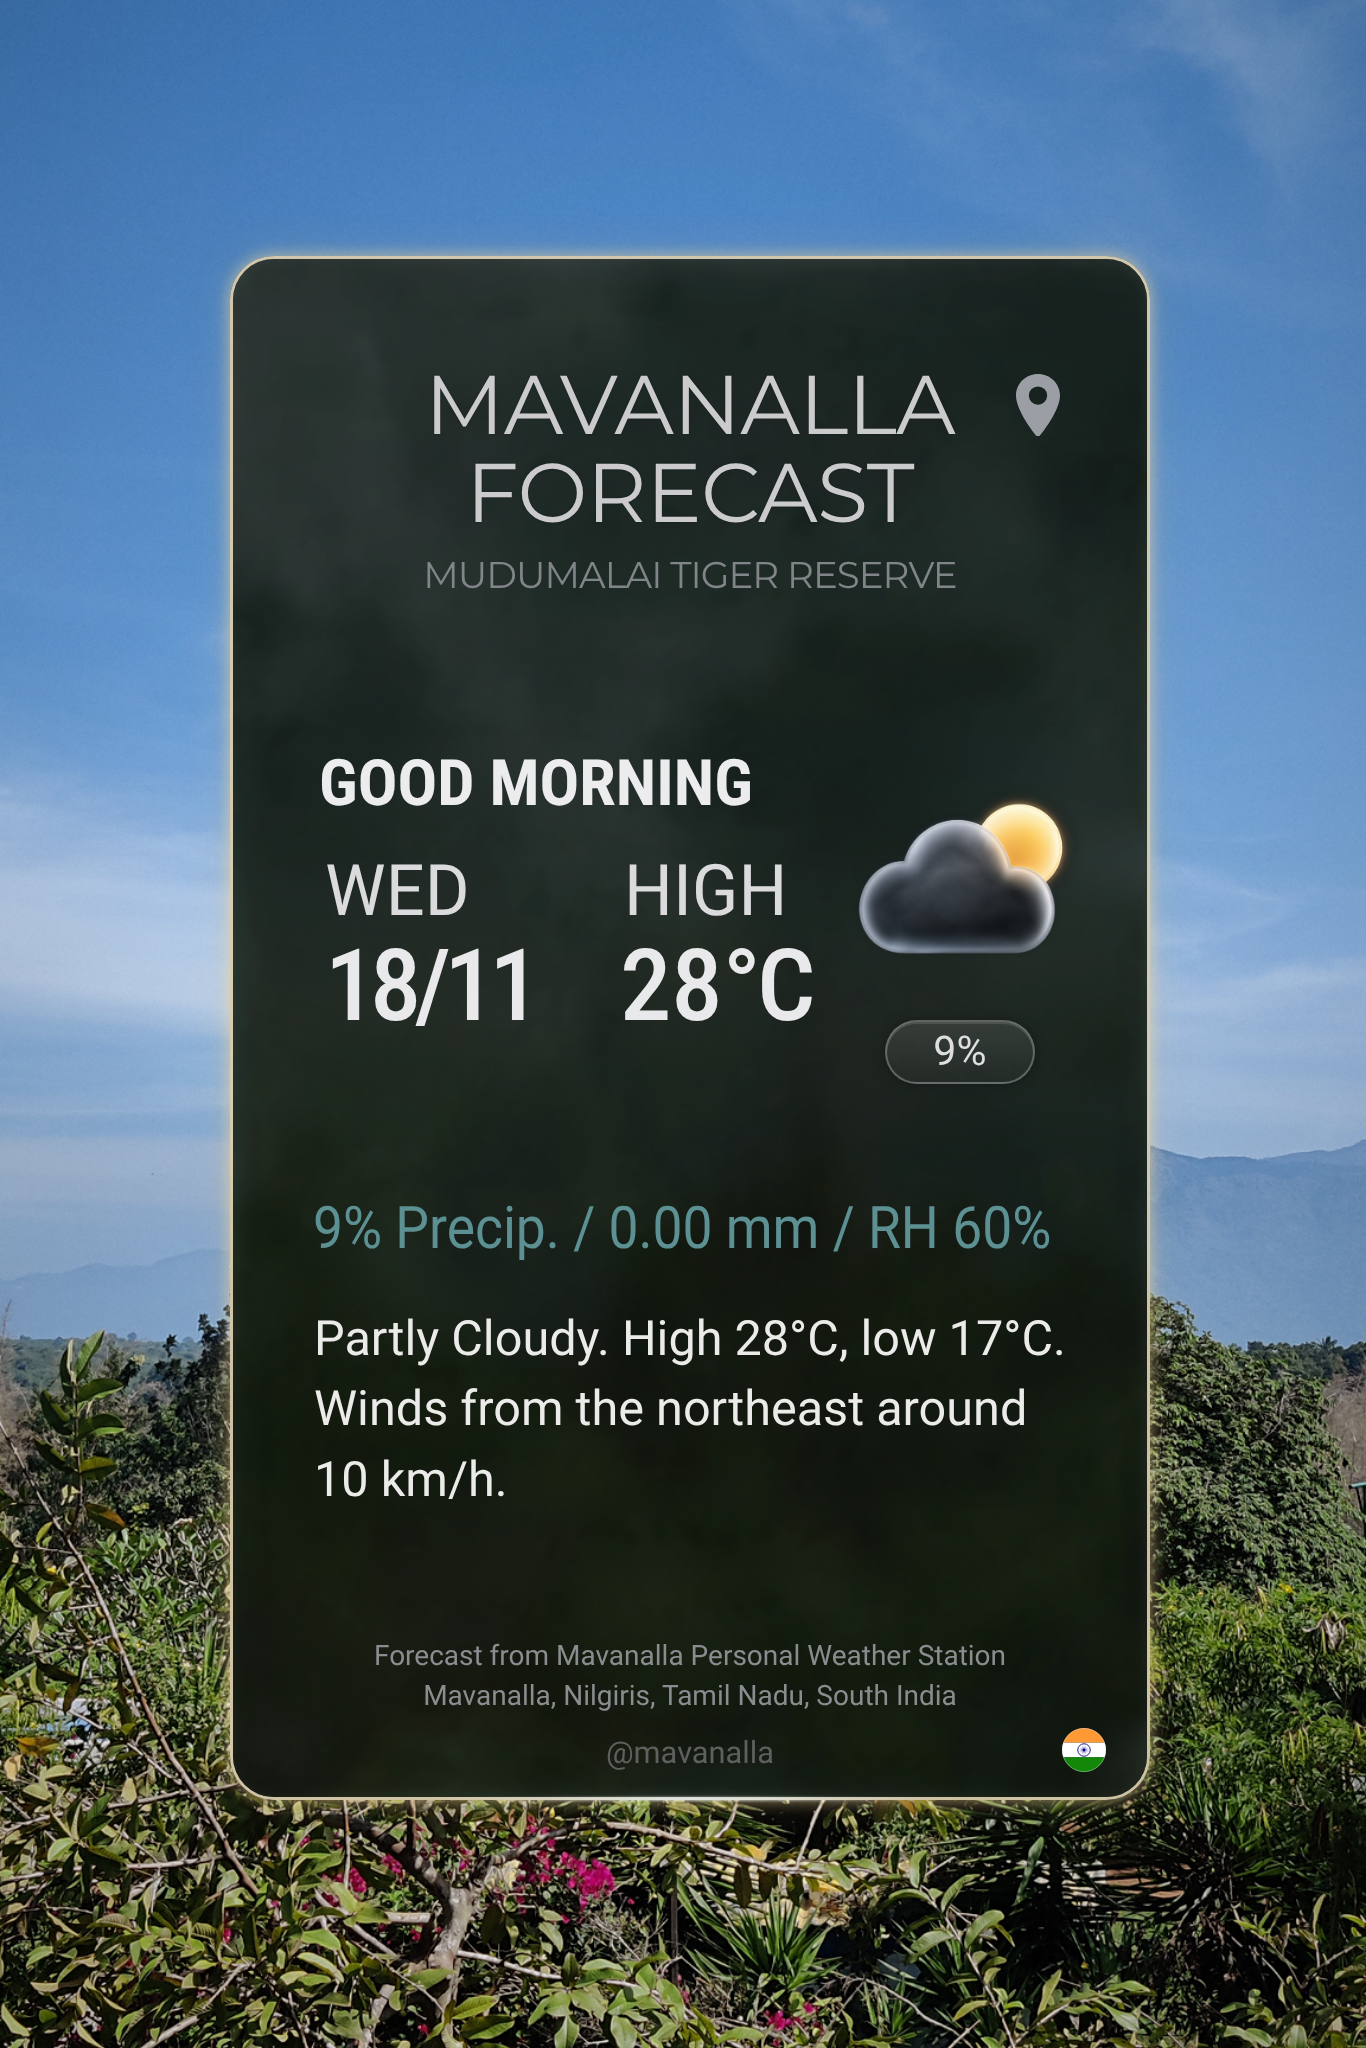 MAVANALLA
FORECAST
MUDUMALAI TIGER RESERVE
GOOD MORNING
WED HIGH
18/11 28°C
9%
9% Precip. / 0.00 mm / RH 60%
Partly Cloudy. High 28°C, low 17°C.
Winds from the northeast around
10 km/h.
Forecast from Mavanalla Personal Weather Station
Mavanalla, Nilgiris, Tamil Nadu, South India
@mavanalla